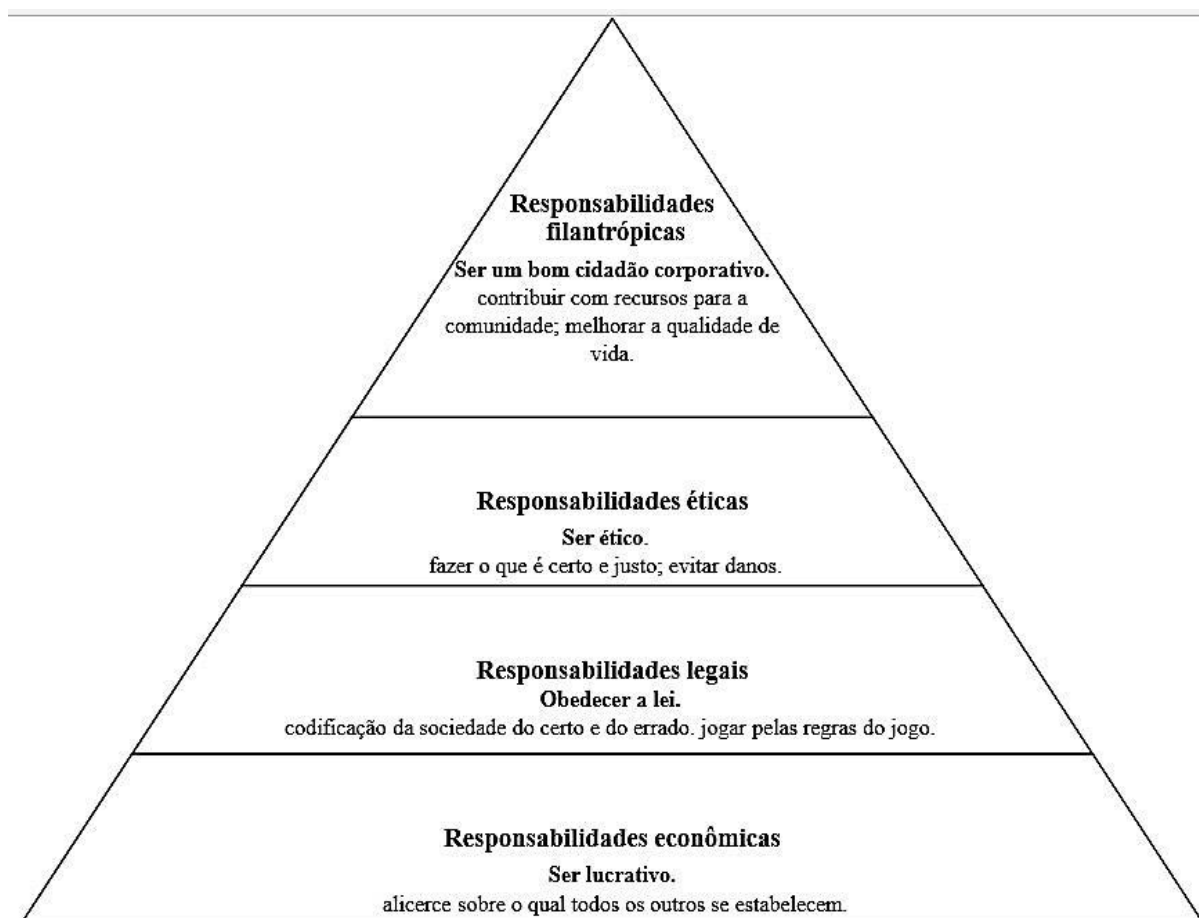 Responsabilidades
filantrópicas
Ser um bom cidadão corporativo.
contribuir com recursos para a
comunidade; melhorar a qualidade de
vida.
Responsabilidades éticas
Ser ético.
fazer o que é certo e justo; evitar danos.
Responsabilidades legais
Obedecer a lei.
codificação da sociedade do certo e do errado. jogar pelas regras do jogo.
Responsabilidades econômicas
Ser lucrativo.
alicerce sobre o qual todos os outros se estabelecem.